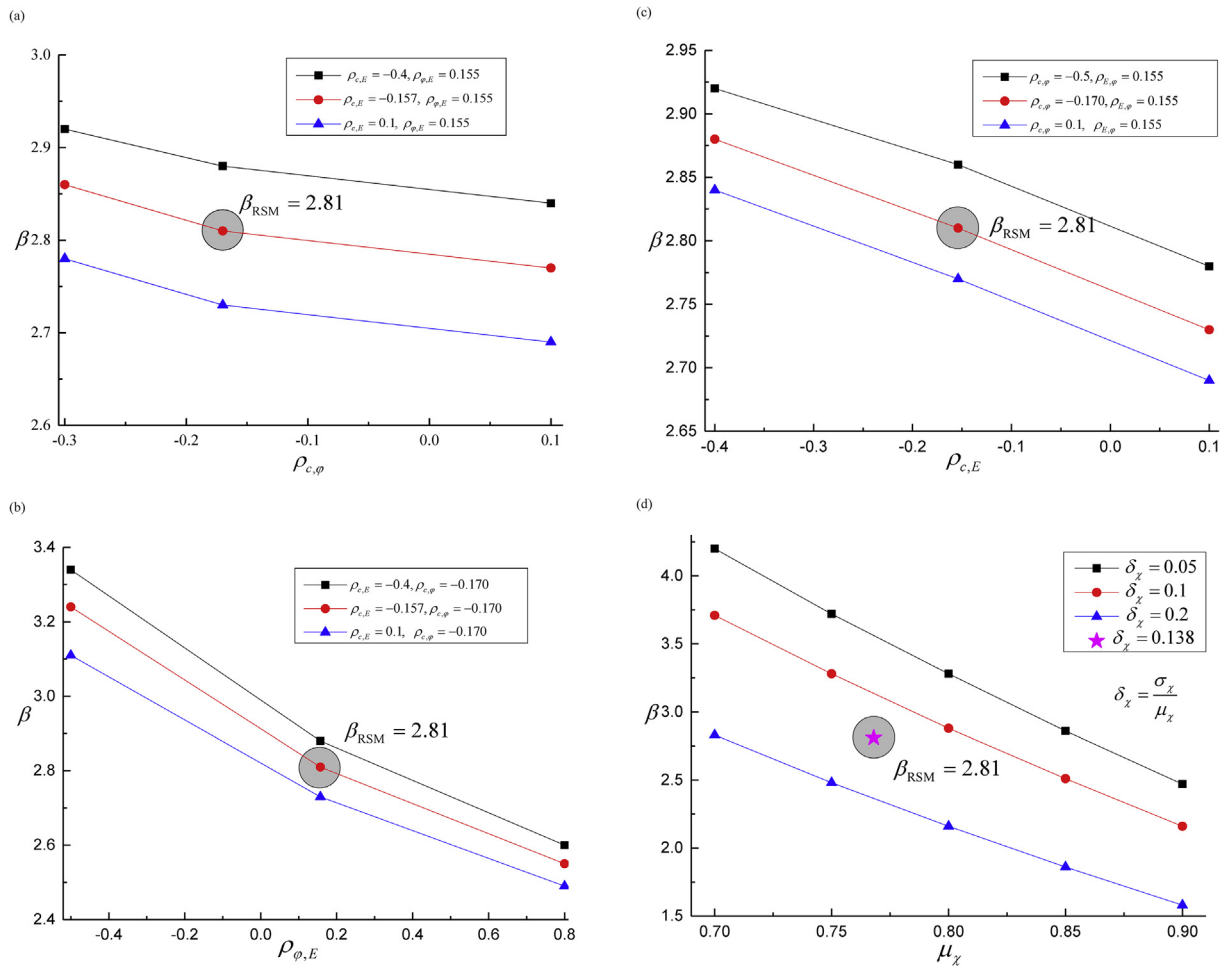 (a)
3.0
2.9
2.8
2.7
2.6
β
-0.3 -0.2 -0.1 0.0 0.1
ρc,φ
ρc,E = −0.4, ρφ,E = 0.155
ρc,E = −0.157, ρφ,E = 0.155
ρc,E = 0.1, ρφ,E = 0.155
βRSM = 2.81
(c)
2.95
2.90
2.85
2.80
2.75
2.70
2.65
β
-0.4 -0.3 -0.2 -0.1 0.0 0.1
ρc,E
ρc,φ = −0.5, ρE,φ = 0.155
ρc,φ = −0.170, ρE,φ = 0.155
ρc,φ = 0.1, ρE,φ = 0.155
βRSM = 2.81
(b)
3.4
3.2
3.0
2.8
2.6
2.4
β
-0.4 -0.2 0.0 0.2 0.4 0.6 0.8
ρφ,E
ρc,E = −0.4, ρc,φ = −0.170
ρc,E = −0.157, ρc,φ = −0.170
ρc,E = 0.1, ρc,φ = −0.170
βRSM = 2.81
(d)
4.0
3.5
3.0
2.5
2.0
1.5
β
0.70 0.75 0.80 0.85 0.90
μχ
δχ = 0.05
δχ = 0.1
δχ = 0.2
δχ = 0.138
δχ = σχ / μχ
βRSM = 2.81